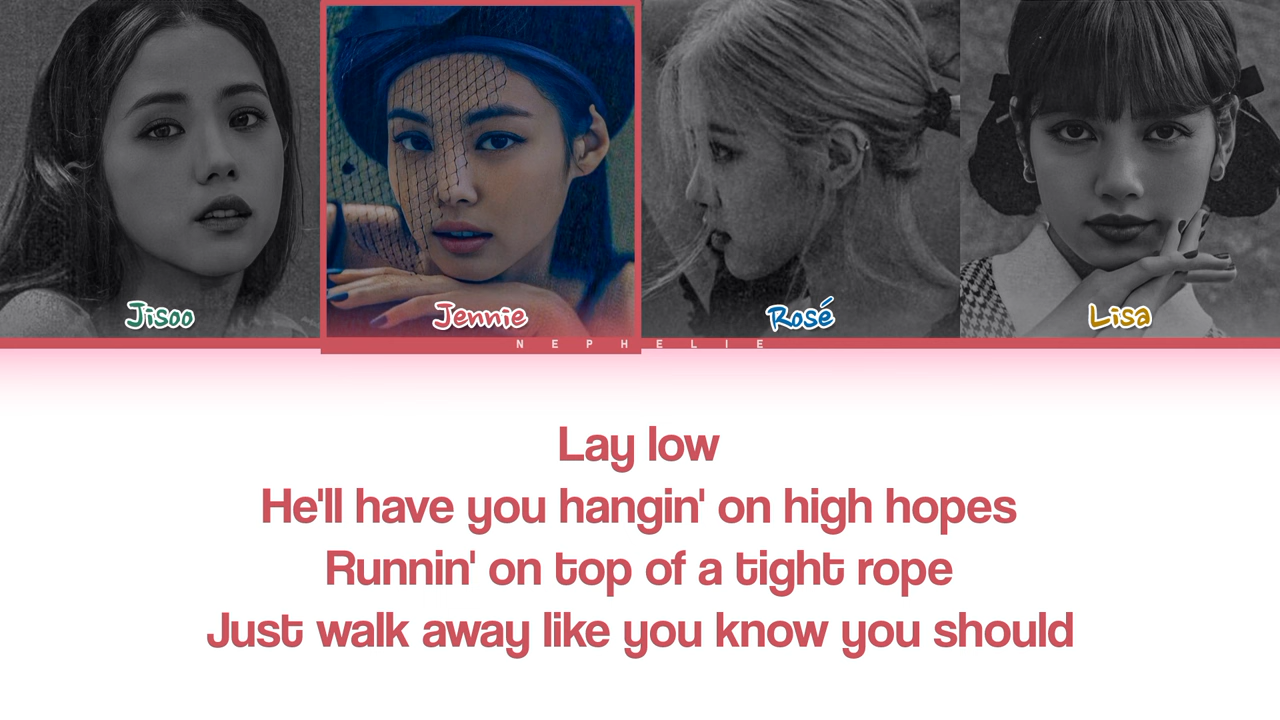 Jisoo
Jennie
Rosé
Lisa
NEPHELIE
Lay low
He'll have you hangin' on high hopes
Runnin' on top of a tight rope
Just walk away like you know you should